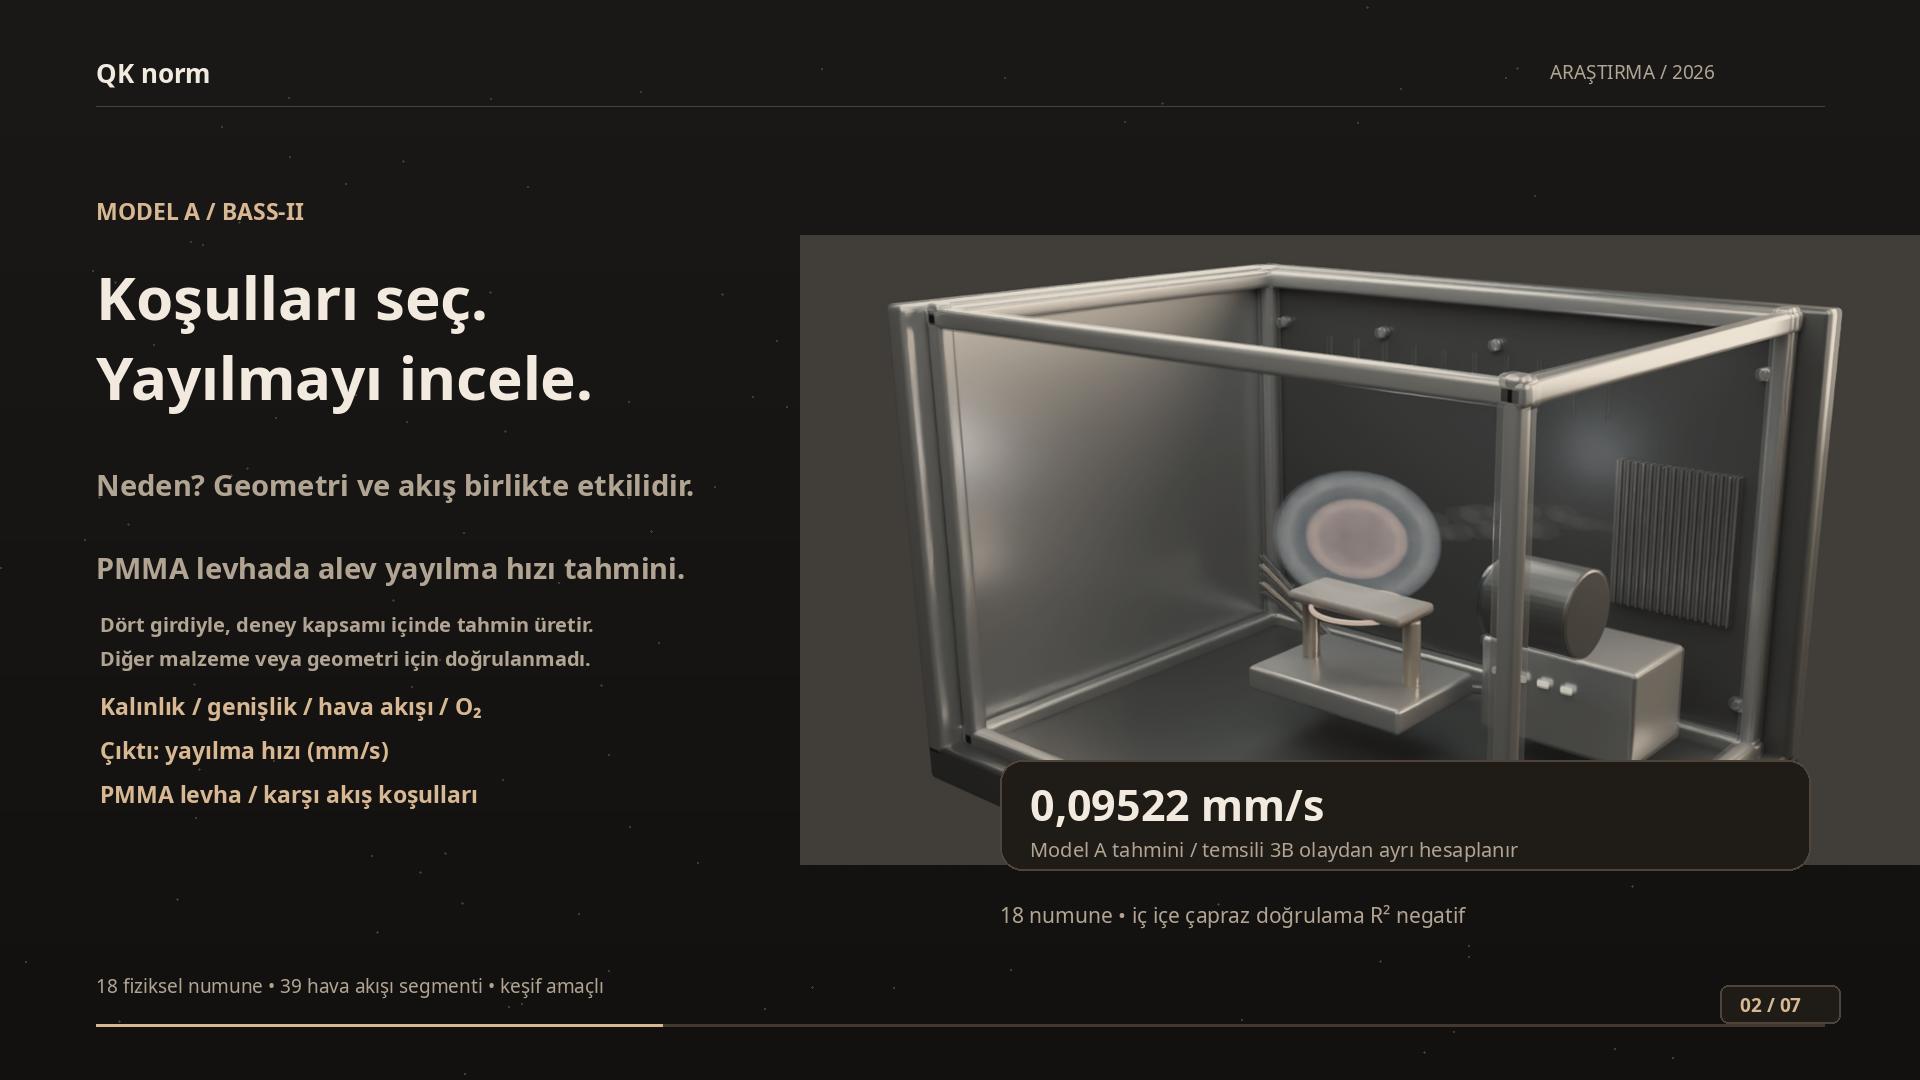 QK norm
ARAŞTIRMA / 2026
MODEL A / BASS-II
Koşulları seç.
Yayılmayı incele.
Neden? Geometri ve akış birlikte etkilidir.
PMMA levhada alev yayılma hızı tahmini.
Dört girdiyle, deney kapsamı içinde tahmin üretir.
Diğer malzeme veya geometri için doğrulanmadı.
Kalınlık / genişlik / hava akışı / O₂
Çıktı: yayılma hızı (mm/s)
PMMA levha / karşı akış koşulları
0,09522 mm/s
Model A tahmini / temsili 3B olaydan ayrı hesaplanır
18 numune • iç içe çapraz doğrulama R² negatif
18 fiziksel numune • 39 hava akışı segmenti • keşif amaçlı
02 / 07